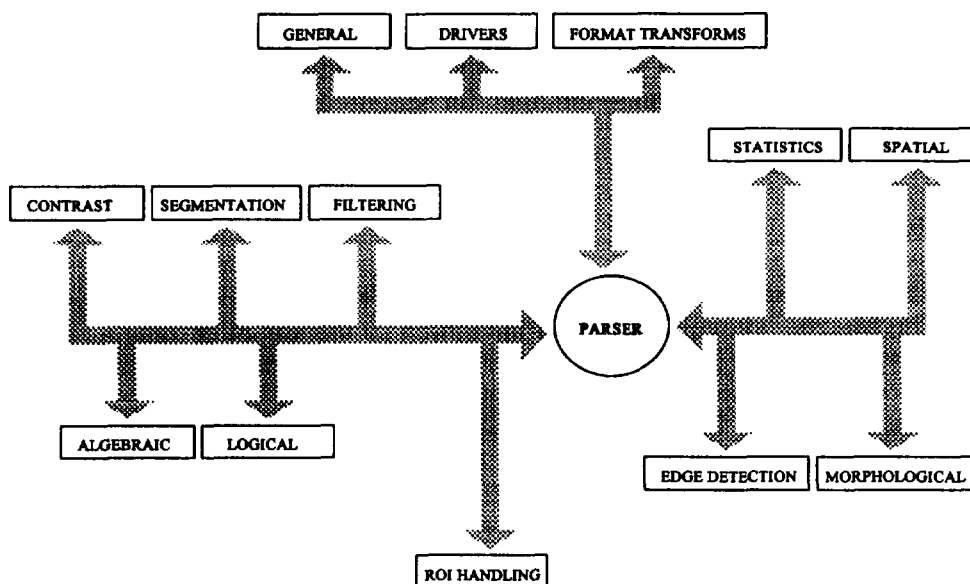 GENERAL
DRIVERS
FORMAT TRANSFORMS
STATISTICS
SPATIAL
CONTRAST
SEGMENTATION
FILTERING
PARSER
ALGEBRAIC
LOGICAL
EDGE DETECTION
MORPHOLOGICAL
ROI HANDLING